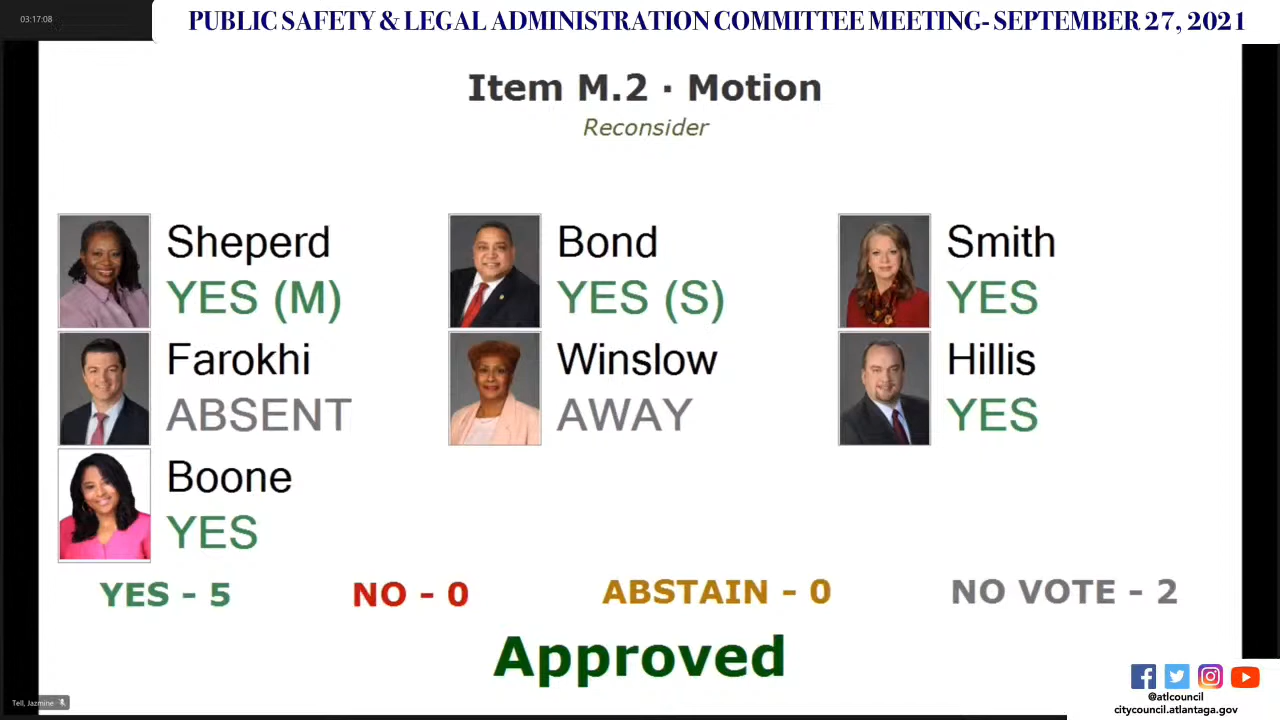 03:17:08
PUBLIC SAFETY & LEGAL ADMINISTRATION COMMITTEE MEETING- SEPTEMBER 27, 2021
Item M.2 · Motion
Reconsider
Sheperd
YES (M)
Bond
YES (S)
Smith
YES
Farokhi
ABSENT
Winslow
AWAY
Hillis
YES
Boone
YES
YES - 5
NO - 0
ABSTAIN - 0
NO VOTE - 2
Approved
Tell, Jazmine
@atlcouncil
citycouncil.atlantaga.gov